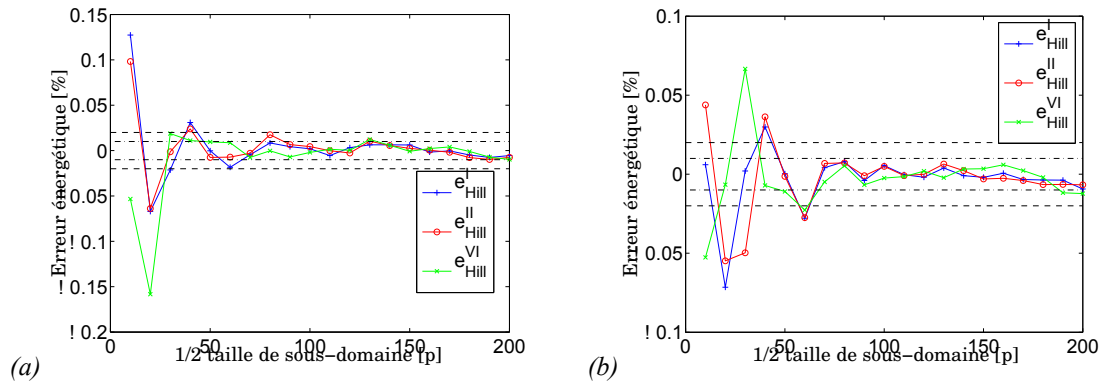 0.15
0.1
0.05
0
0.05
! 0.1
! 0.15
! 0.2
Erreur énergétique [%]
e^I_Hill
e^II_Hill
e^VI_Hill
0 50 100 150 200
1/2 taille de sous−domaine [p]
(a)
0.1
0.05
0
0.05
! 0.1
Erreur énergétique [%]
e^I_Hill
e^II_Hill
e^VI_Hill
0 50 100 150 200
1/2 taille de sous−domaine [p]
(b)